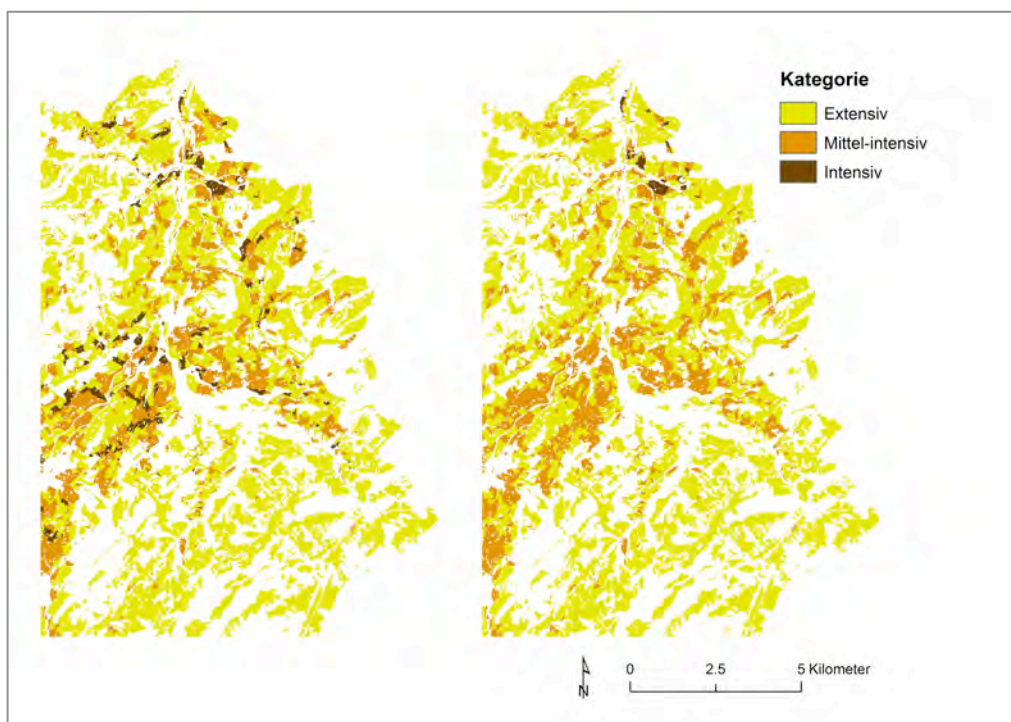 Kategorie
Extensiv
Mittel-intensiv
Intensiv
N
0 2.5 5 Kilometer